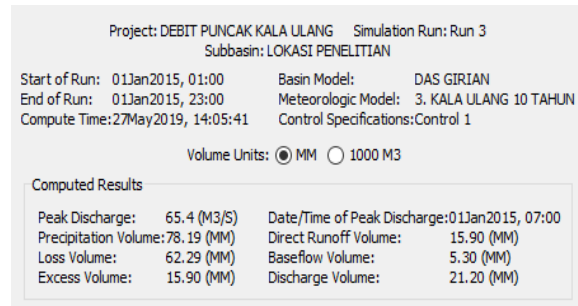 Project: DEBIT PUNCAK KALA ULANG Simulation Run: Run 3
Subbasin: LOKASI PENELITIAN
Start of Run: 01Jan2015, 01:00 Basin Model: DAS GIRIAN
End of Run: 01Jan2015, 23:00 Meteorologic Model: 3. KALA ULANG 10 TAHUN
Compute Time:27May2019, 14:05:41 Control Specifications:Control 1
Volume Units: MM 1000 M3
Computed Results
Peak Discharge: 65.4 (M3/S) Date/Time of Peak Discharge:01Jan2015, 07:00
Precipitation Volume:78.19 (MM) Direct Runoff Volume: 15.90 (MM)
Loss Volume: 62.29 (MM) Baseflow Volume: 5.30 (MM)
Excess Volume: 15.90 (MM) Discharge Volume: 21.20 (MM)